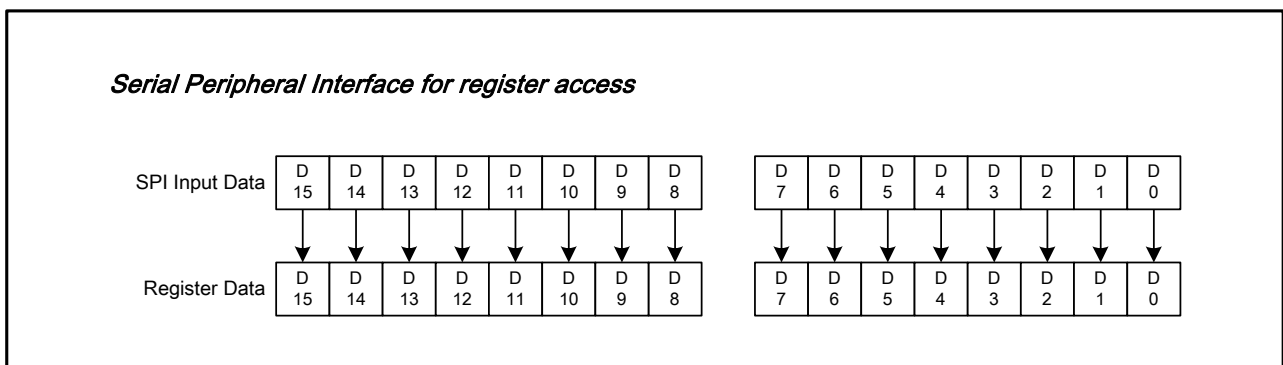 Serial Peripheral Interface for register access
SPI Input Data D 15 D 14 D 13 D 12 D 11 D 10 D 9 D 8 D 7 D 6 D 5 D 4 D 3 D 2 D 1 D 0
Register Data D 15 D 14 D 13 D 12 D 11 D 10 D 9 D 8 D 7 D 6 D 5 D 4 D 3 D 2 D 1 D 0